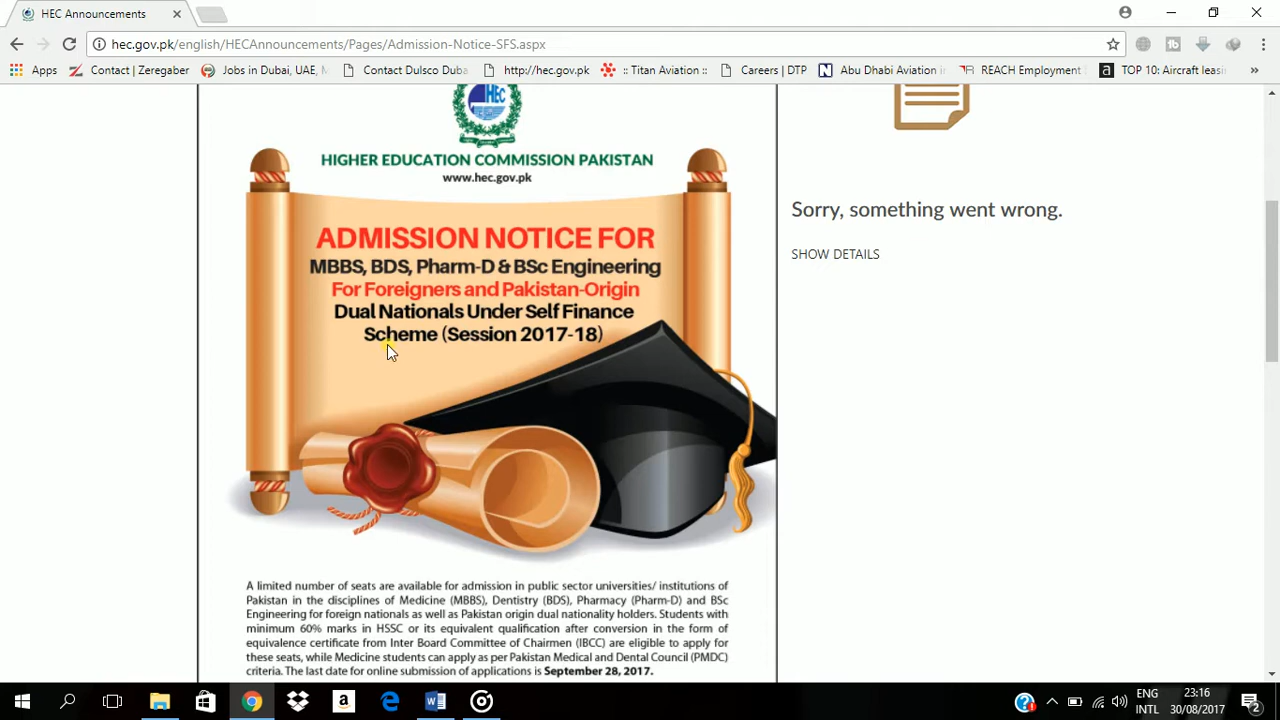 HEC Announcements
hec.gov.pk/english/HECAnnouncements/Pages/Admission-Notice-SFS.aspx
Apps
Contact | Zeregaber
Jobs in Dubai, UAE,
Contact Dulsco Duba
http://hec.gov.pk
:: Titan Aviation ::
Careers | DTP
Abu Dhabi Aviation in
REACH Employment
TOP 10: Aircraft leasi
HEC
HIGHER EDUCATION COMMISSION PAKISTAN
www.hec.gov.pk
ADMISSION NOTICE FOR
MBBS, BDS, Pharm-D & BSc Engineering
For Foreigners and Pakistan-Origin
Dual Nationals Under Self Finance
Scheme (Session 2017-18)
A limited number of seats are available for admission in public sector universities/ institutions of
Pakistan in the disciplines of Medicine (MBBS), Dentistry (BDS), Pharmacy (Pharm-D) and BSc
Engineering for foreign nationals as well as Pakistan origin dual nationality holders. Students with
minimum 60% marks in HSSC or its equivalent qualification after conversion in the form of
equivalence certificate from Inter Board Committee of Chairmen (IBCC) are eligible to apply for
these seats, while Medicine students can apply as per Pakistan Medical and Dental Council (PMDC)
criteria. The last date for online submission of applications is September 28, 2017.
Sorry, something went wrong.
SHOW DETAILS
ENG
INTL
23:16
30/08/2017
2